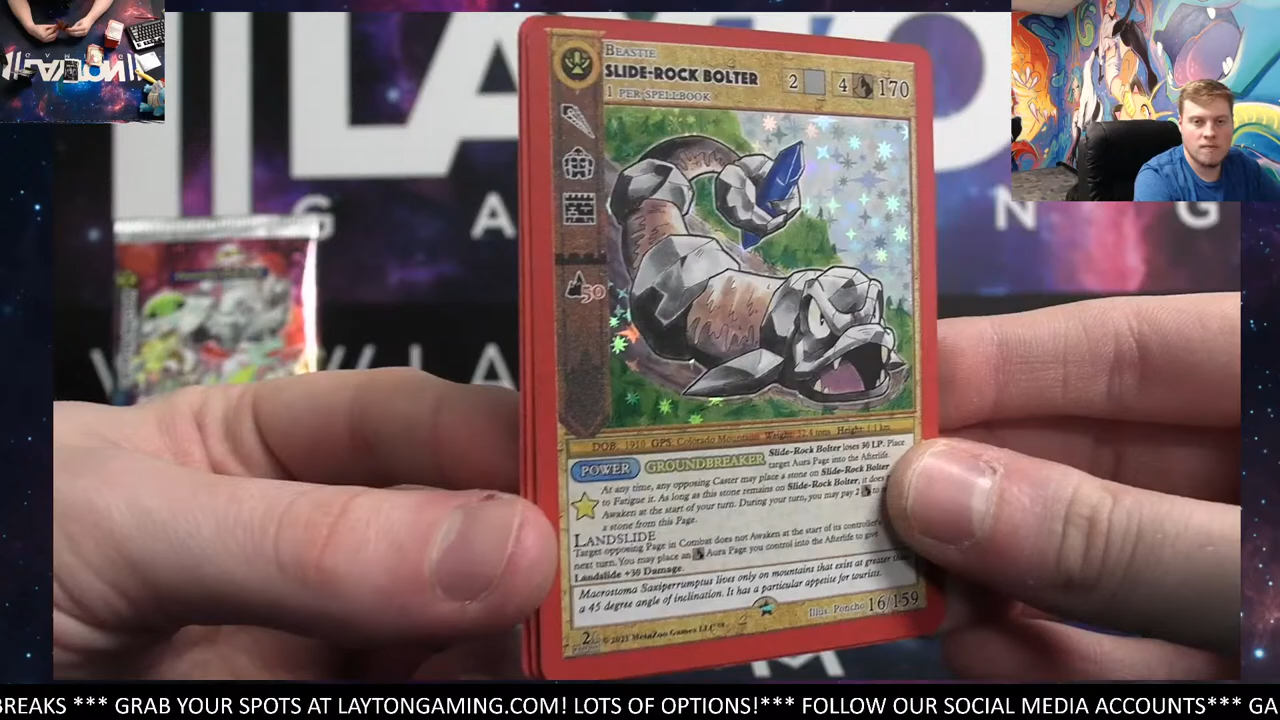 BEASTIE
SLIDE-ROCK BOLTER
1 PER SPELLBOOK
2 4 170
50
DOB: 1910 GPS: Colorado Mountains Weight: 32.4 tons Height: 1.1 km
POWER GROUNDBREAKER Slide-Rock Bolter loses 30 LP. Place
target Aura Page into the Afterlife.
At any time, any opposing Caster may place a stone on Slide-Rock Bolter
to Fatigue it. As long as this stone remains on Slide-Rock Bolter, it does
Awaken at the start of your turn. During your turn, you may pay 2
a stone from this Page.
LANDSLIDE
Target opposing Page in Combat does not Awaken at the start of its controller's
next turn. You may place an Aura Page you control into the Afterlife to give
Landslide +30 Damage.
Macrostoma Saxiperrumptus lives only on mountains that exist at greater than
a 45 degree angle of inclination. It has a particular appetite for tourists.
Illus. Poncho 16/159
© 2021 MetaZoo Games LLC
G A N G
BREAKS *** GRAB YOUR SPOTS AT LAYTONGAMING.COM! LOTS OF OPTIONS!*** FOLLOW OUR SOCIAL MEDIA ACCOUNTS*** GA